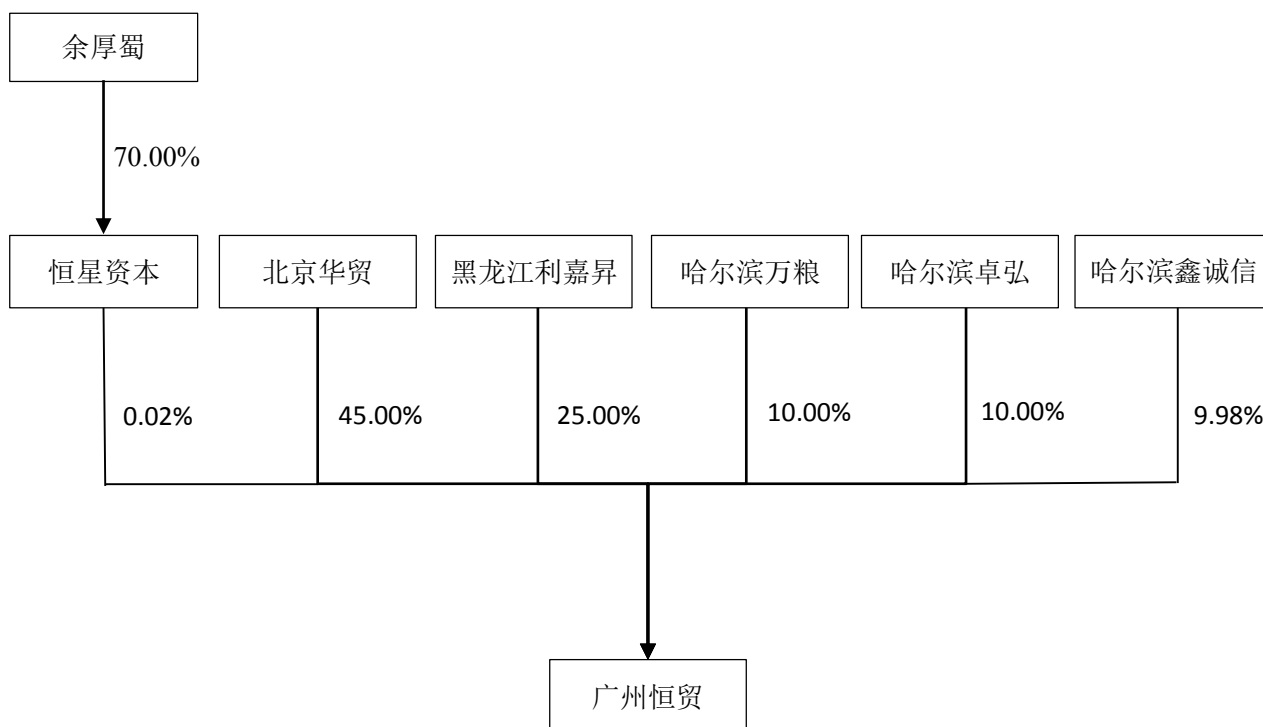 余厚蜀
70.00%
恒星资本
北京华贸
黑龙江利嘉昇
哈尔滨万粮
哈尔滨卓弘
哈尔滨鑫诚信
0.02%
45.00%
25.00%
10.00%
10.00%
9.98%
广州恒贸